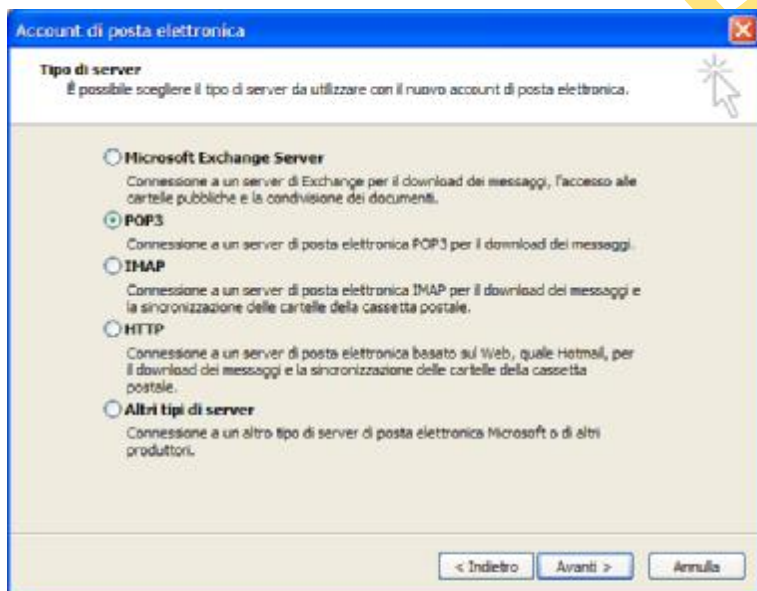 Account di posta elettronica
Tipo di server
È possibile scegliere il tipo di server da utilizzare con il nuovo account di posta elettronica.
Microsoft Exchange Server
Connessione a un server di Exchange per il download dei messaggi, l'accesso alle
cartelle pubbliche e la condivisione dei documenti.
POP3
Connessione a un server di posta elettronica POP3 per il download dei messaggi.
IMAP
Connessione a un server di posta elettronica IMAP per il download dei messaggi e
la sincronizzazione delle cartelle della cassetta postale.
HTTP
Connessione a un server di posta elettronica basato sul Web, quale Hotmail, per
il download dei messaggi e la sincronizzazione delle cartelle della cassetta
postale.
Altri tipi di server
Connessione a un altro tipo di server di posta elettronica Microsoft o di altri
produttori.
< Indietro Avanti > Annulla